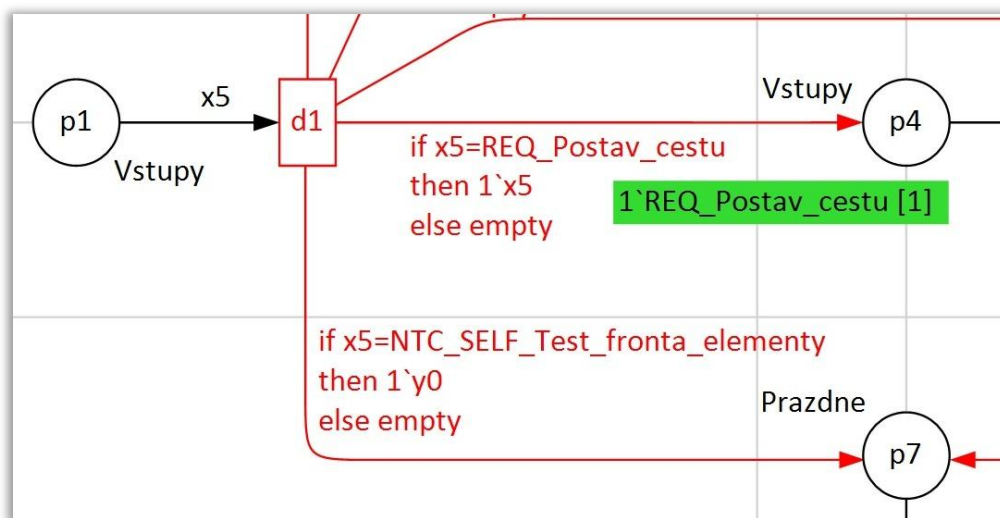 x5
p1
d1
Vstupy
Vstupy
p4
if x5=REQ_Postav_cestu
then 1`x5
else empty
1`REQ_Postav_cestu [1]
if x5=NTC_SELF_Test_fronta_elementy
then 1`y0
else empty
Prazdne
p7